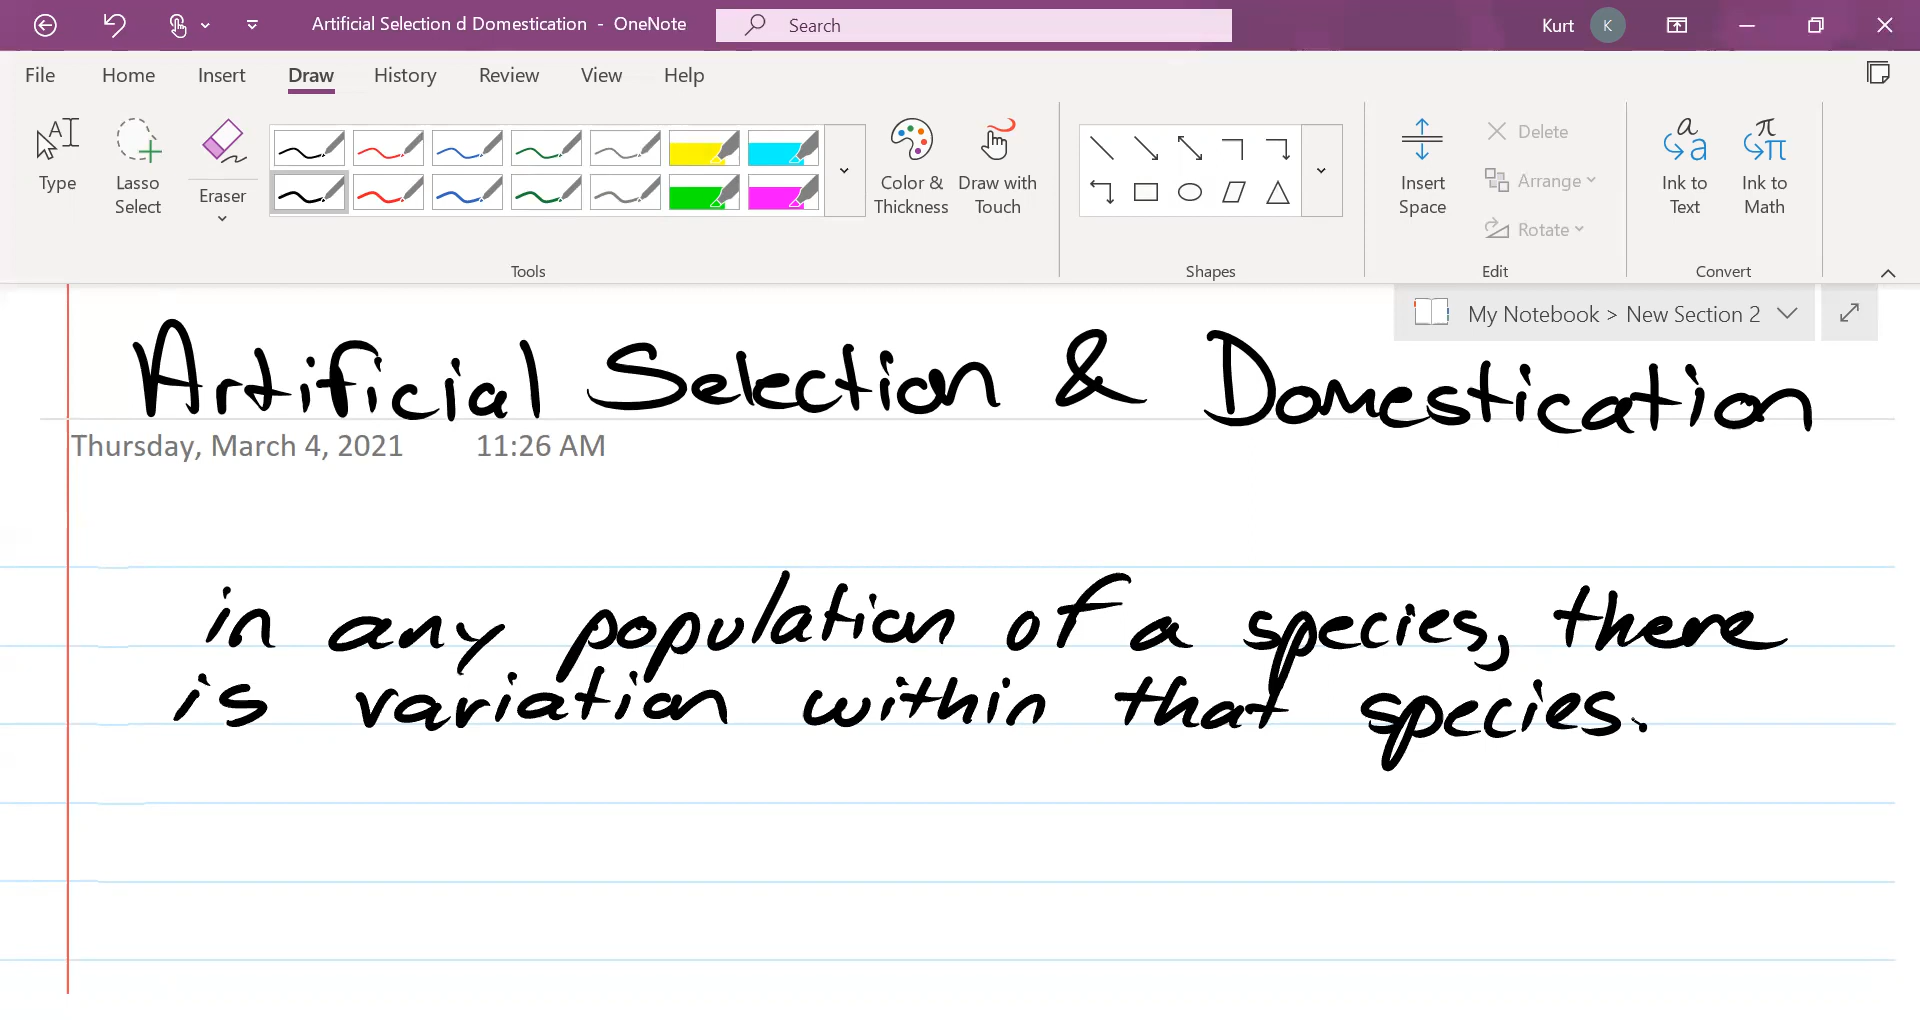 Artificial Selection d Domestication - OneNote
Search
Kurt K
File Home Insert Draw History Review View Help
Type
Lasso Select
Eraser
Color & Thickness
Draw with Touch
Insert Space
Delete
Arrange
Rotate
Ink to Text
Ink to Math
Tools Shapes Edit Convert
My Notebook > New Section 2
Artificial Selection & Domestication
Thursday, March 4, 2021 11:26 AM
in any population of a species, there
is variation within that species.